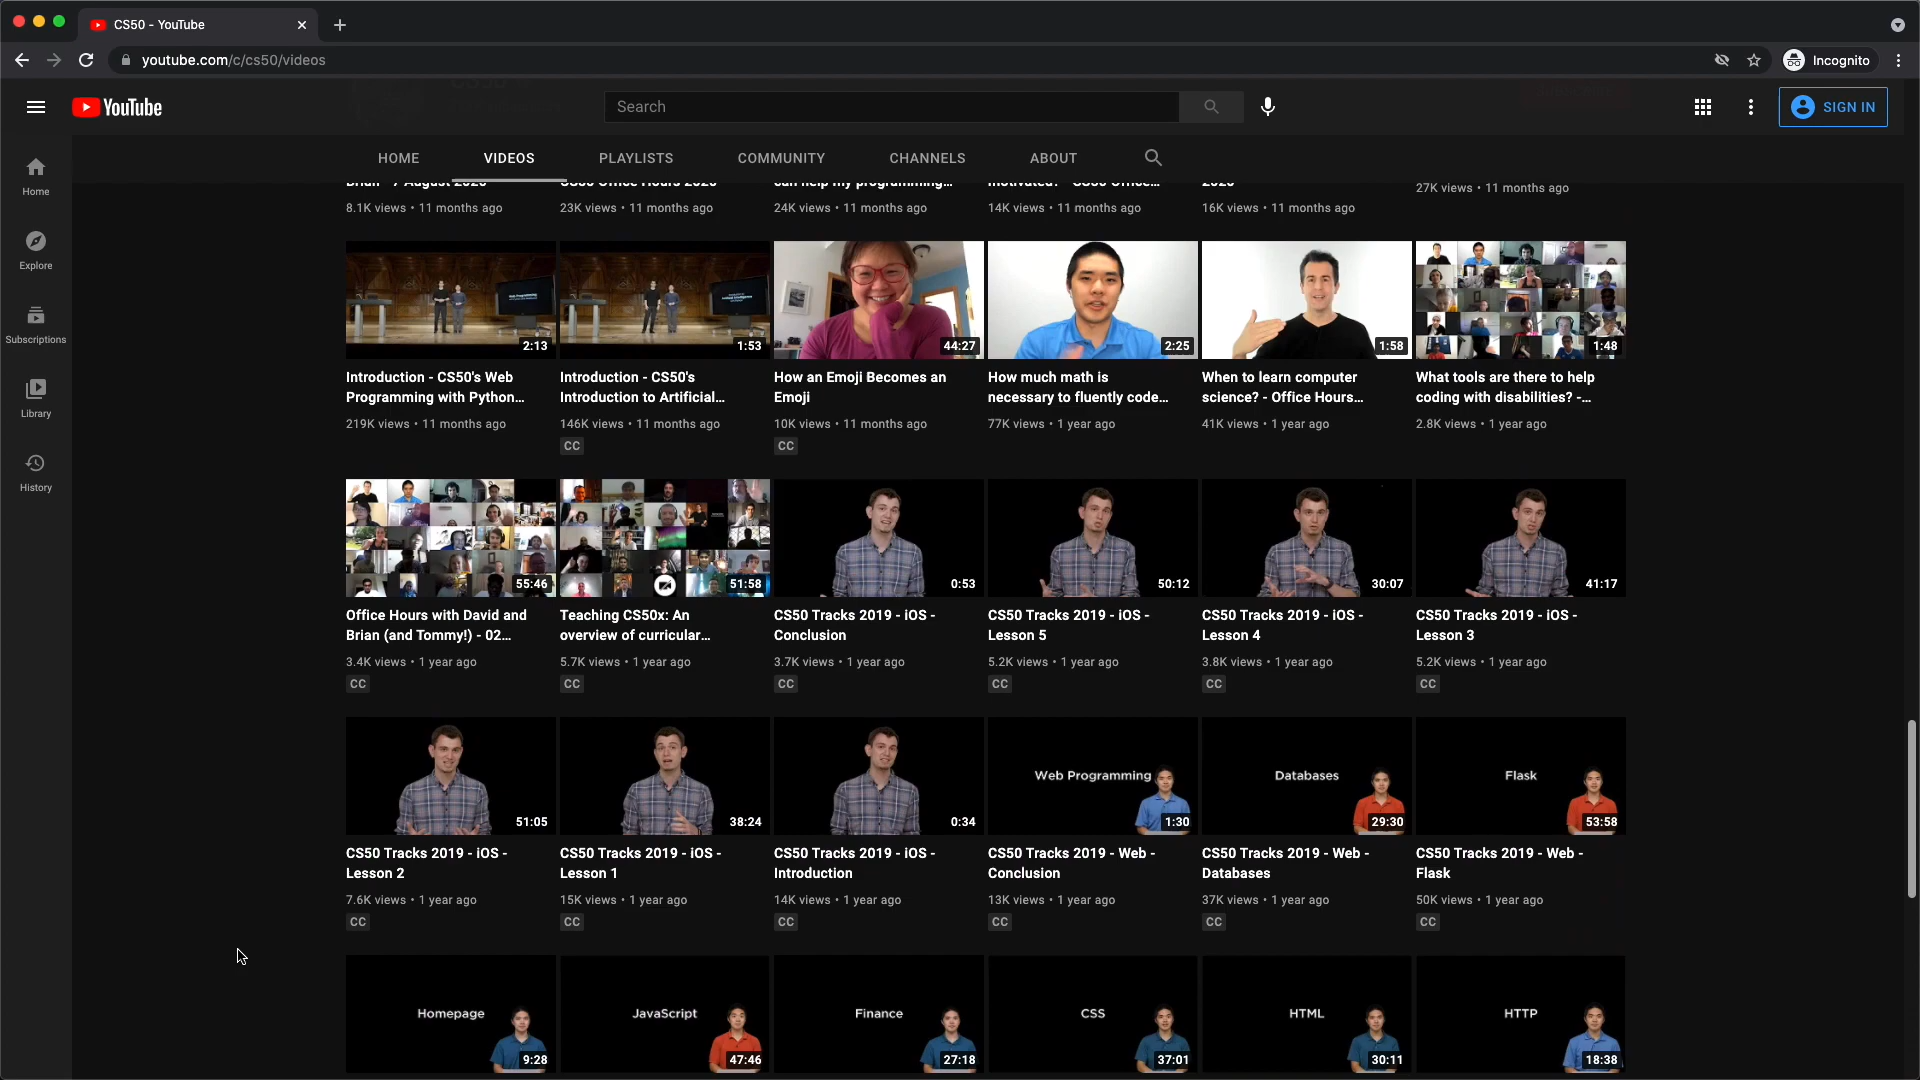 CS50 - YouTube
youtube.com/c/cs50/videos
Incognito
YouTube
Search
SIGN IN
HOME
VIDEOS
PLAYLISTS
COMMUNITY
CHANNELS
ABOUT
Home
Explore
Subscriptions
Library
History
Brian - 7 August 2020
CS50 Office Hours 2020
can help my programming...
motivated? - CS50 Office...
2020
27K views • 11 months ago
8.1K views • 11 months ago
23K views • 11 months ago
24K views • 11 months ago
14K views • 11 months ago
16K views • 11 months ago
2:13
1:53
44:27
2:25
1:58
1:48
Introduction - CS50's Web
Programming with Python...
219K views • 11 months ago
Introduction - CS50's
Introduction to Artificial...
146K views • 11 months ago
CC
How an Emoji Becomes an
Emoji
10K views • 11 months ago
CC
How much math is
necessary to fluently code...
77K views • 1 year ago
When to learn computer
science? - Office Hours...
41K views • 1 year ago
What tools are there to help
coding with disabilities? -...
2.8K views • 1 year ago
55:46
51:58
0:53
50:12
30:07
41:17
Office Hours with David and
Brian (and Tommy!) - 02...
3.4K views • 1 year ago
CC
Teaching CS50x: An
overview of curricular...
5.7K views • 1 year ago
CC
CS50 Tracks 2019 - iOS -
Conclusion
3.7K views • 1 year ago
CC
CS50 Tracks 2019 - iOS -
Lesson 5
5.2K views • 1 year ago
CC
CS50 Tracks 2019 - iOS -
Lesson 4
3.8K views • 1 year ago
CC
CS50 Tracks 2019 - iOS -
Lesson 3
5.2K views • 1 year ago
CC
51:05
38:24
0:34
Web Programming
1:30
Databases
29:30
Flask
53:58
CS50 Tracks 2019 - iOS -
Lesson 2
7.6K views • 1 year ago
CC
CS50 Tracks 2019 - iOS -
Lesson 1
15K views • 1 year ago
CC
CS50 Tracks 2019 - iOS -
Introduction
14K views • 1 year ago
CC
CS50 Tracks 2019 - Web -
Conclusion
13K views • 1 year ago
CC
CS50 Tracks 2019 - Web -
Databases
37K views • 1 year ago
CC
CS50 Tracks 2019 - Web -
Flask
50K views • 1 year ago
CC
Homepage
9:28
JavaScript
47:46
Finance
27:18
CSS
37:01
HTML
30:11
HTTP
18:38